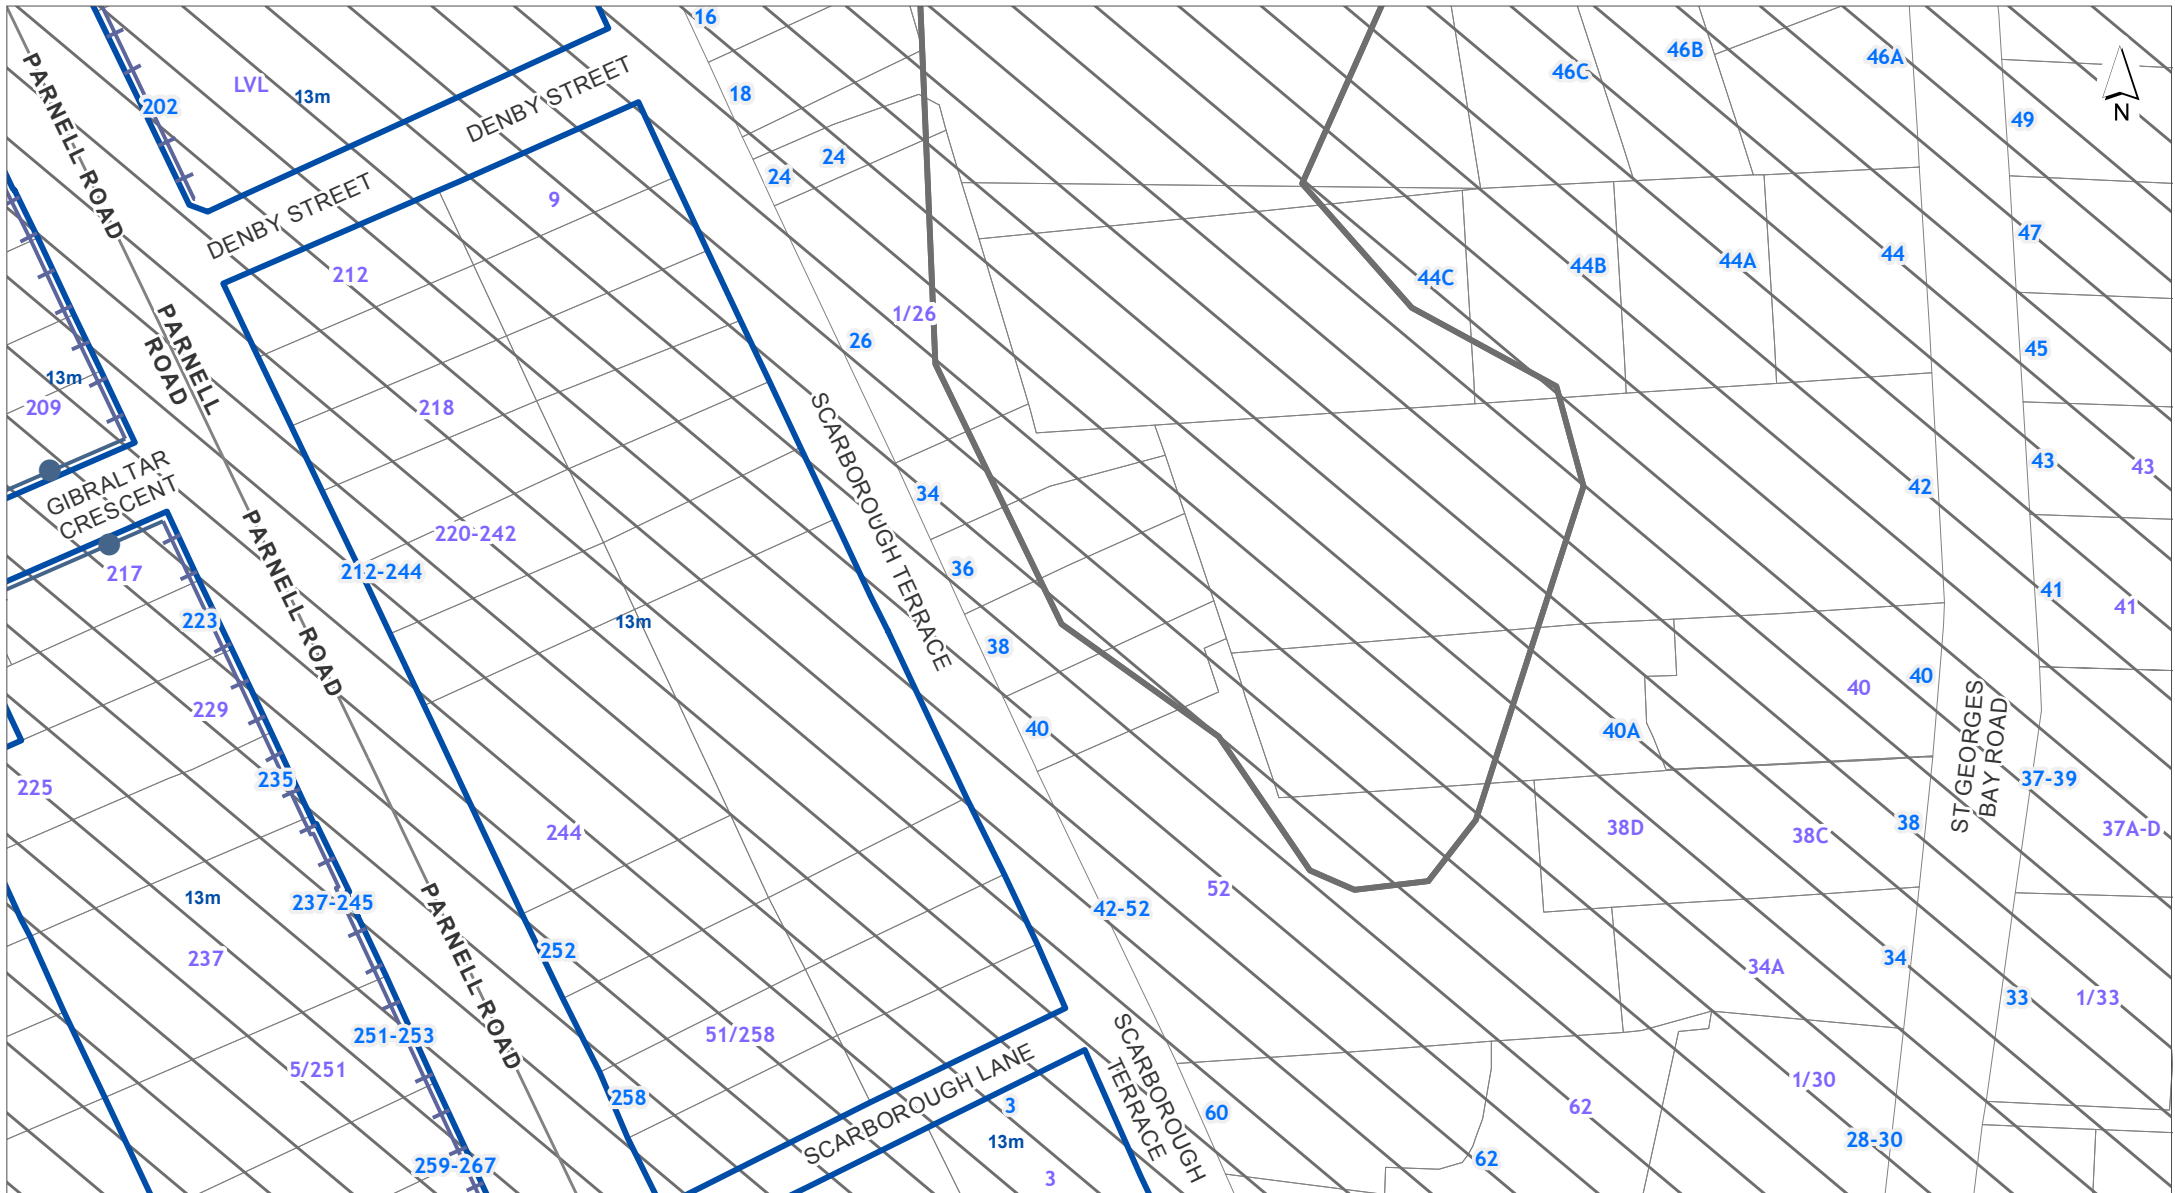 16
46B
46A
46C
LVL
13m
202
18
49
DENBY STREET
24
24
DENBY STREET
9
PARNELL ROAD
47
44
44A
44B
44C
212
1/26
26
45
PARNELL
ROAD
13m
209
218
43
43
42
34
GIBRALTAR
CRESCENT
SCARBOROUGH TERRACE
220-242
212-244
36
217
41
41
PARNELL ROAD
223
13m
38
40
40
229
40
40A
ST GEORGES
BAY ROAD
235
37-39
225
38
38D
38C
37A-D
244
52
13m
237-245
42-52
252
237
34
34A
PARNELL ROAD
33
1/33
251-253
51/258
5/251
SCARBOROUGH LANE
SCARBOROUGH
TERRACE
1/30
258
3
62
60
13m
28-30
259-267
62
3
N